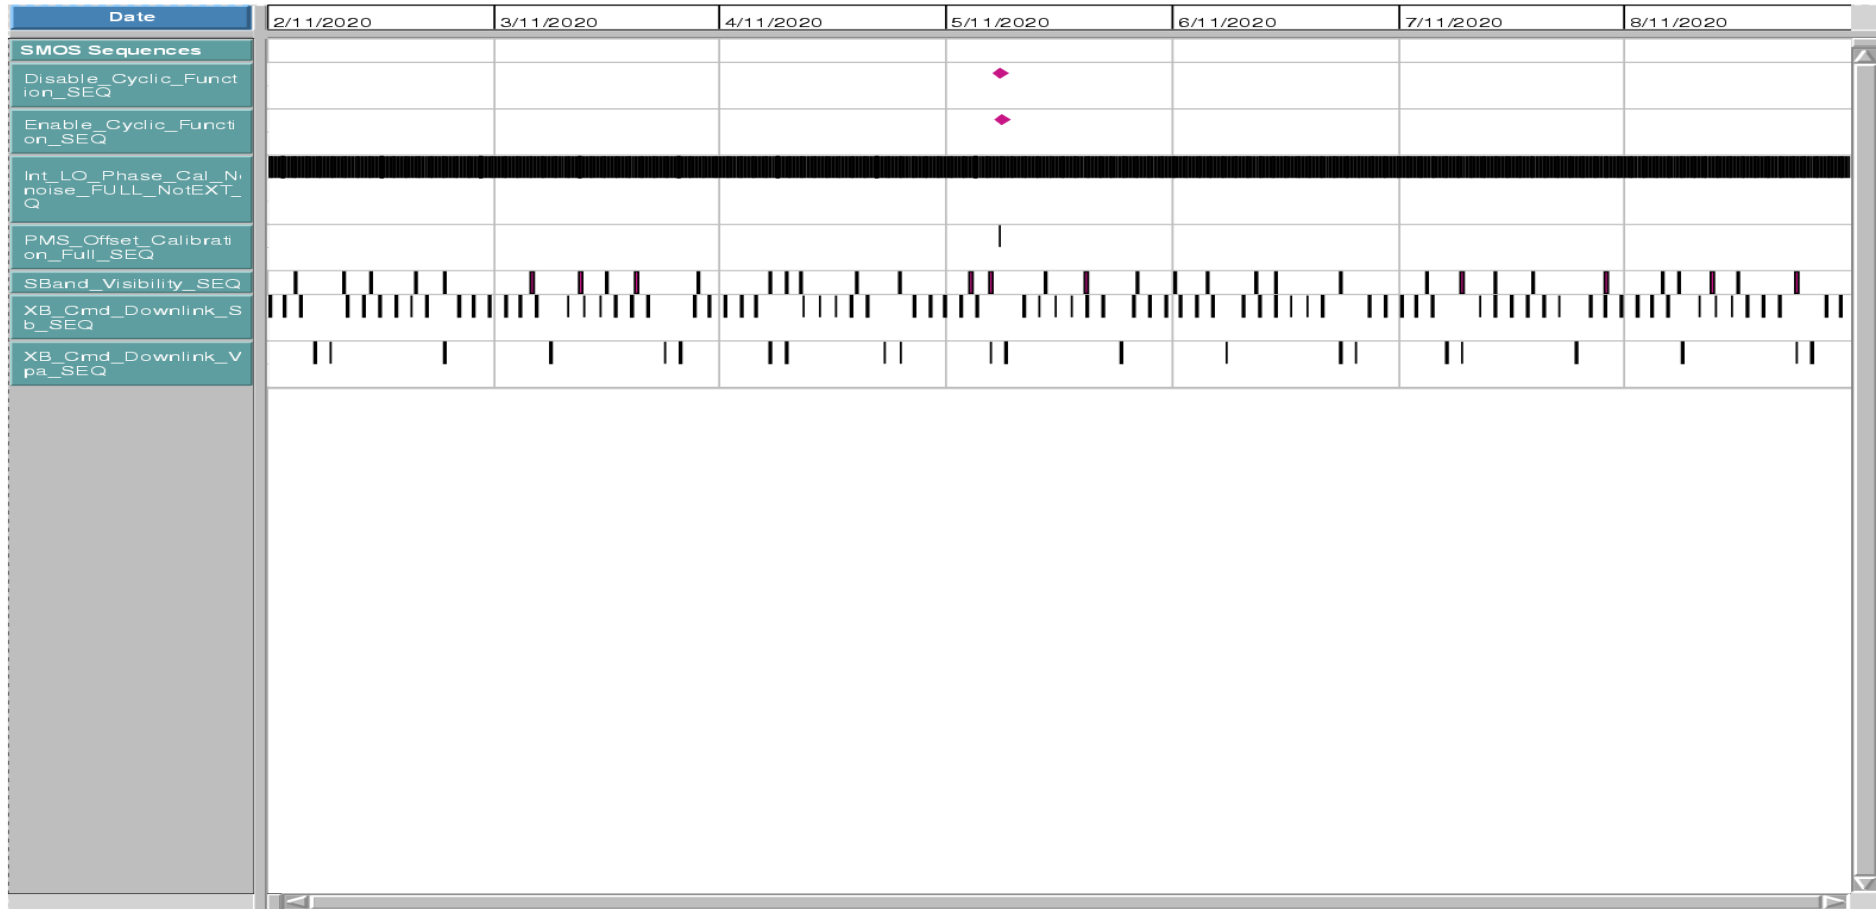 Date
2/11/2020 3/11/2020 4/11/2020 5/11/2020 6/11/2020 7/11/2020 8/11/2020
SMOS Sequences
Disable_Cyclic_Funct
ion_SEQ
Enable_Cyclic_Functi
on_SEQ
Int_LO_Phase_Cal_N
noise_FULL_NotEXT_
Q
PMS_Offset_Calibrati
on_Full_SEQ
SBand_Visibility_SEQ
XB_Cmd_Downlink_S
b_SEQ
XB_Cmd_Downlink_V
pa_SEQ